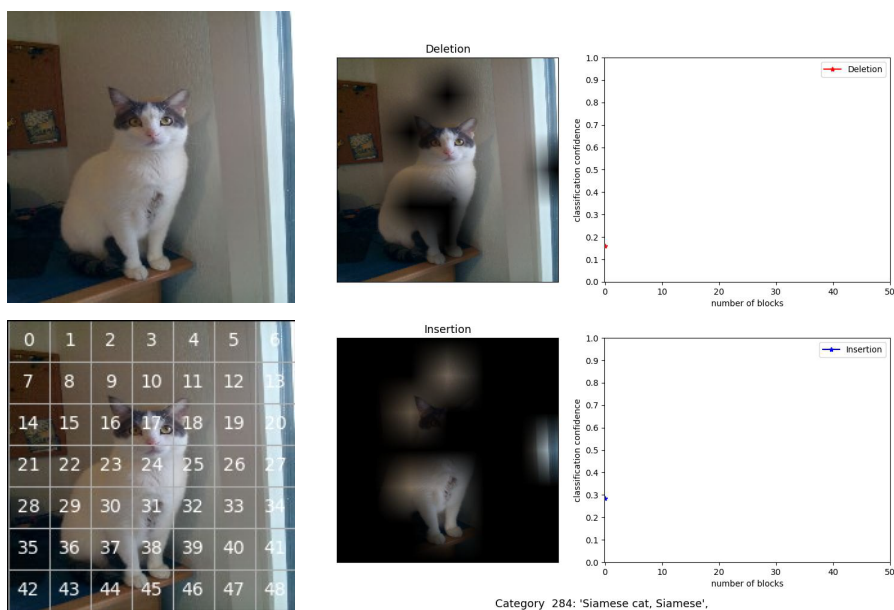 Deletion
1.0
0.9
0.8
0.7
0.6
0.5
0.4
0.3
0.2
0.1
0.0
classification confidence
Deletion
0 10 20 30 40 50
number of blocks
0 1 2 3 4 5 6
7 8 9 10 11 12 13
14 15 16 17 18 19 20
21 22 23 24 25 26 27
28 29 30 31 32 33 34
35 36 37 38 39 40 41
42 43 44 45 46 47 48
Insertion
1.0
0.9
0.8
0.7
0.6
0.5
0.4
0.3
0.2
0.1
0.0
classification confidence
Insertion
0 10 20 30 40 50
number of blocks
Category 284: 'Siamese cat, Siamese',